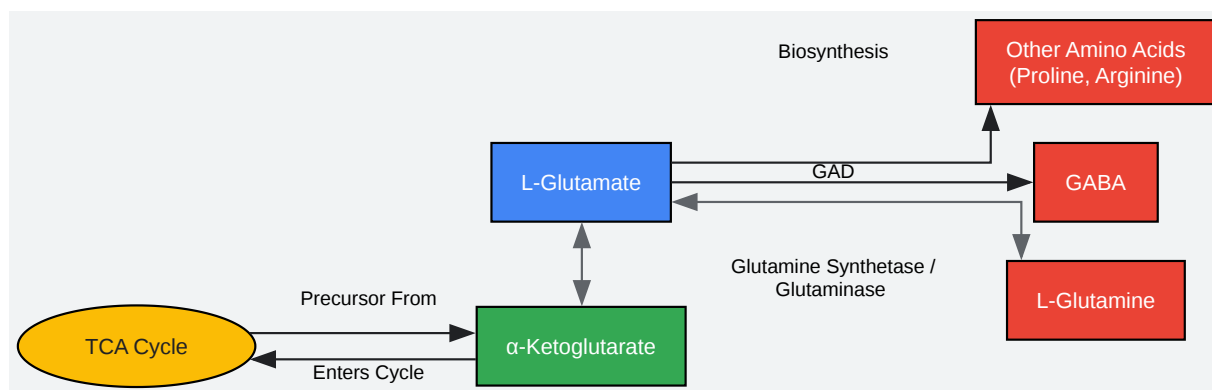 Biosynthesis
Other Amino Acids
(Proline, Arginine)
L-Glutamate
GAD
GABA
Glutamine Synthetase /
Glutaminase
L-Glutamine
Precursor From
TCA Cycle
α-Ketoglutarate
Enters Cycle